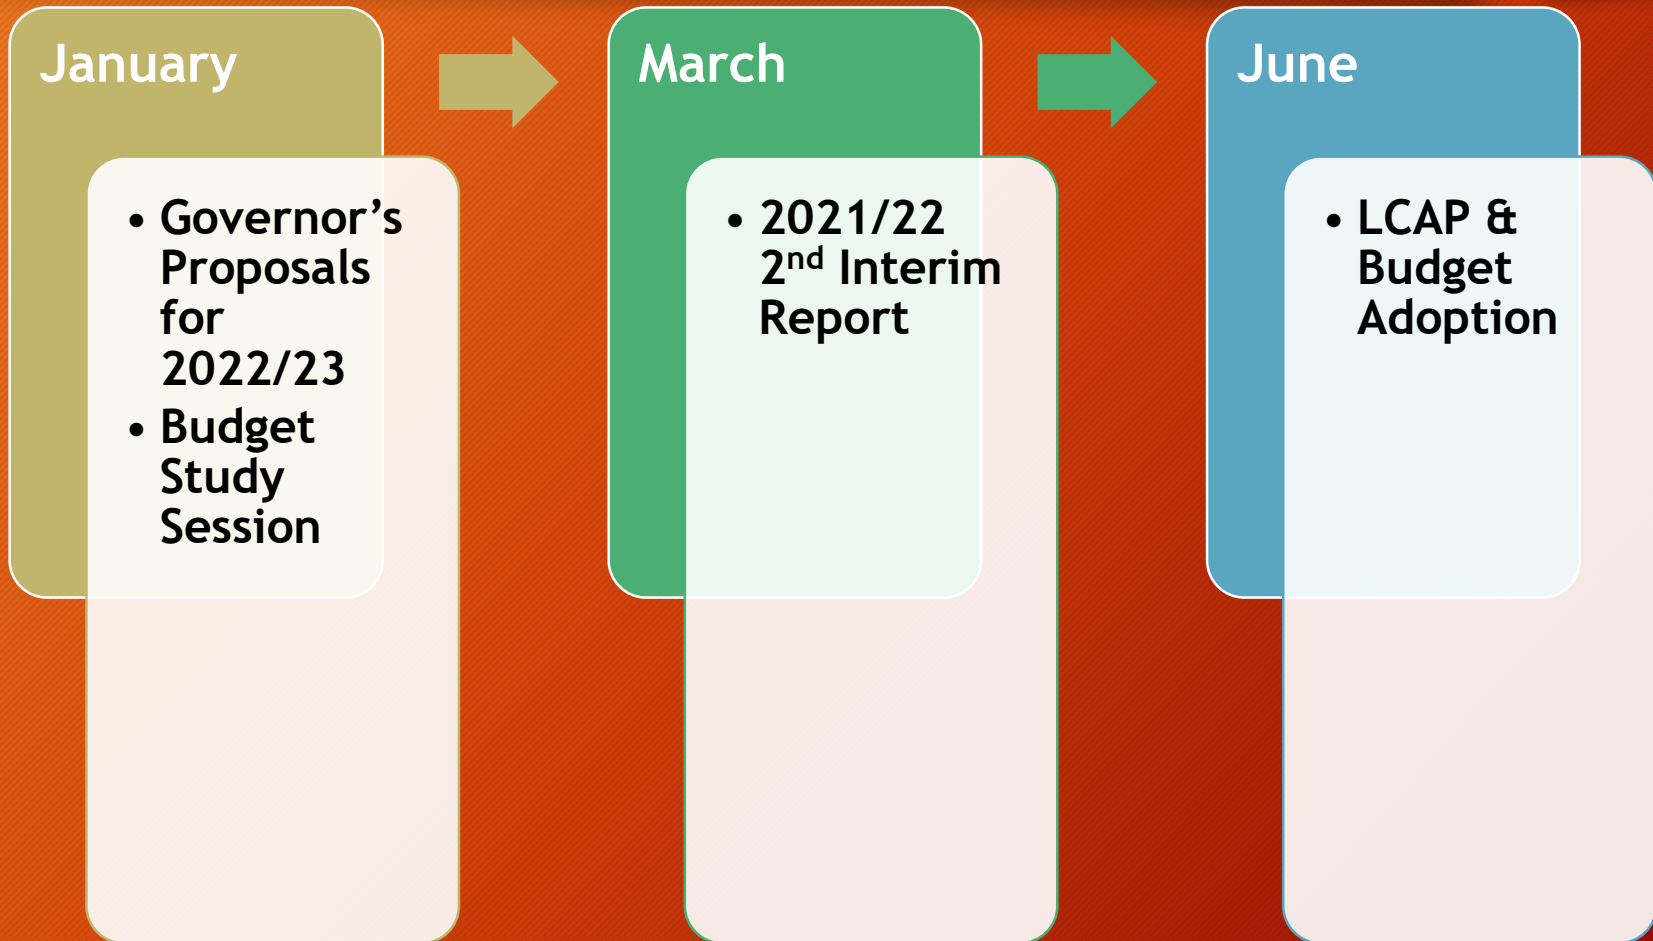 January
• Governor’s
Proposals
for
2022/23
• Budget
Study
Session
March
• 2021/22
2nd Interim
Report
June
• LCAP &
Budget
Adoption